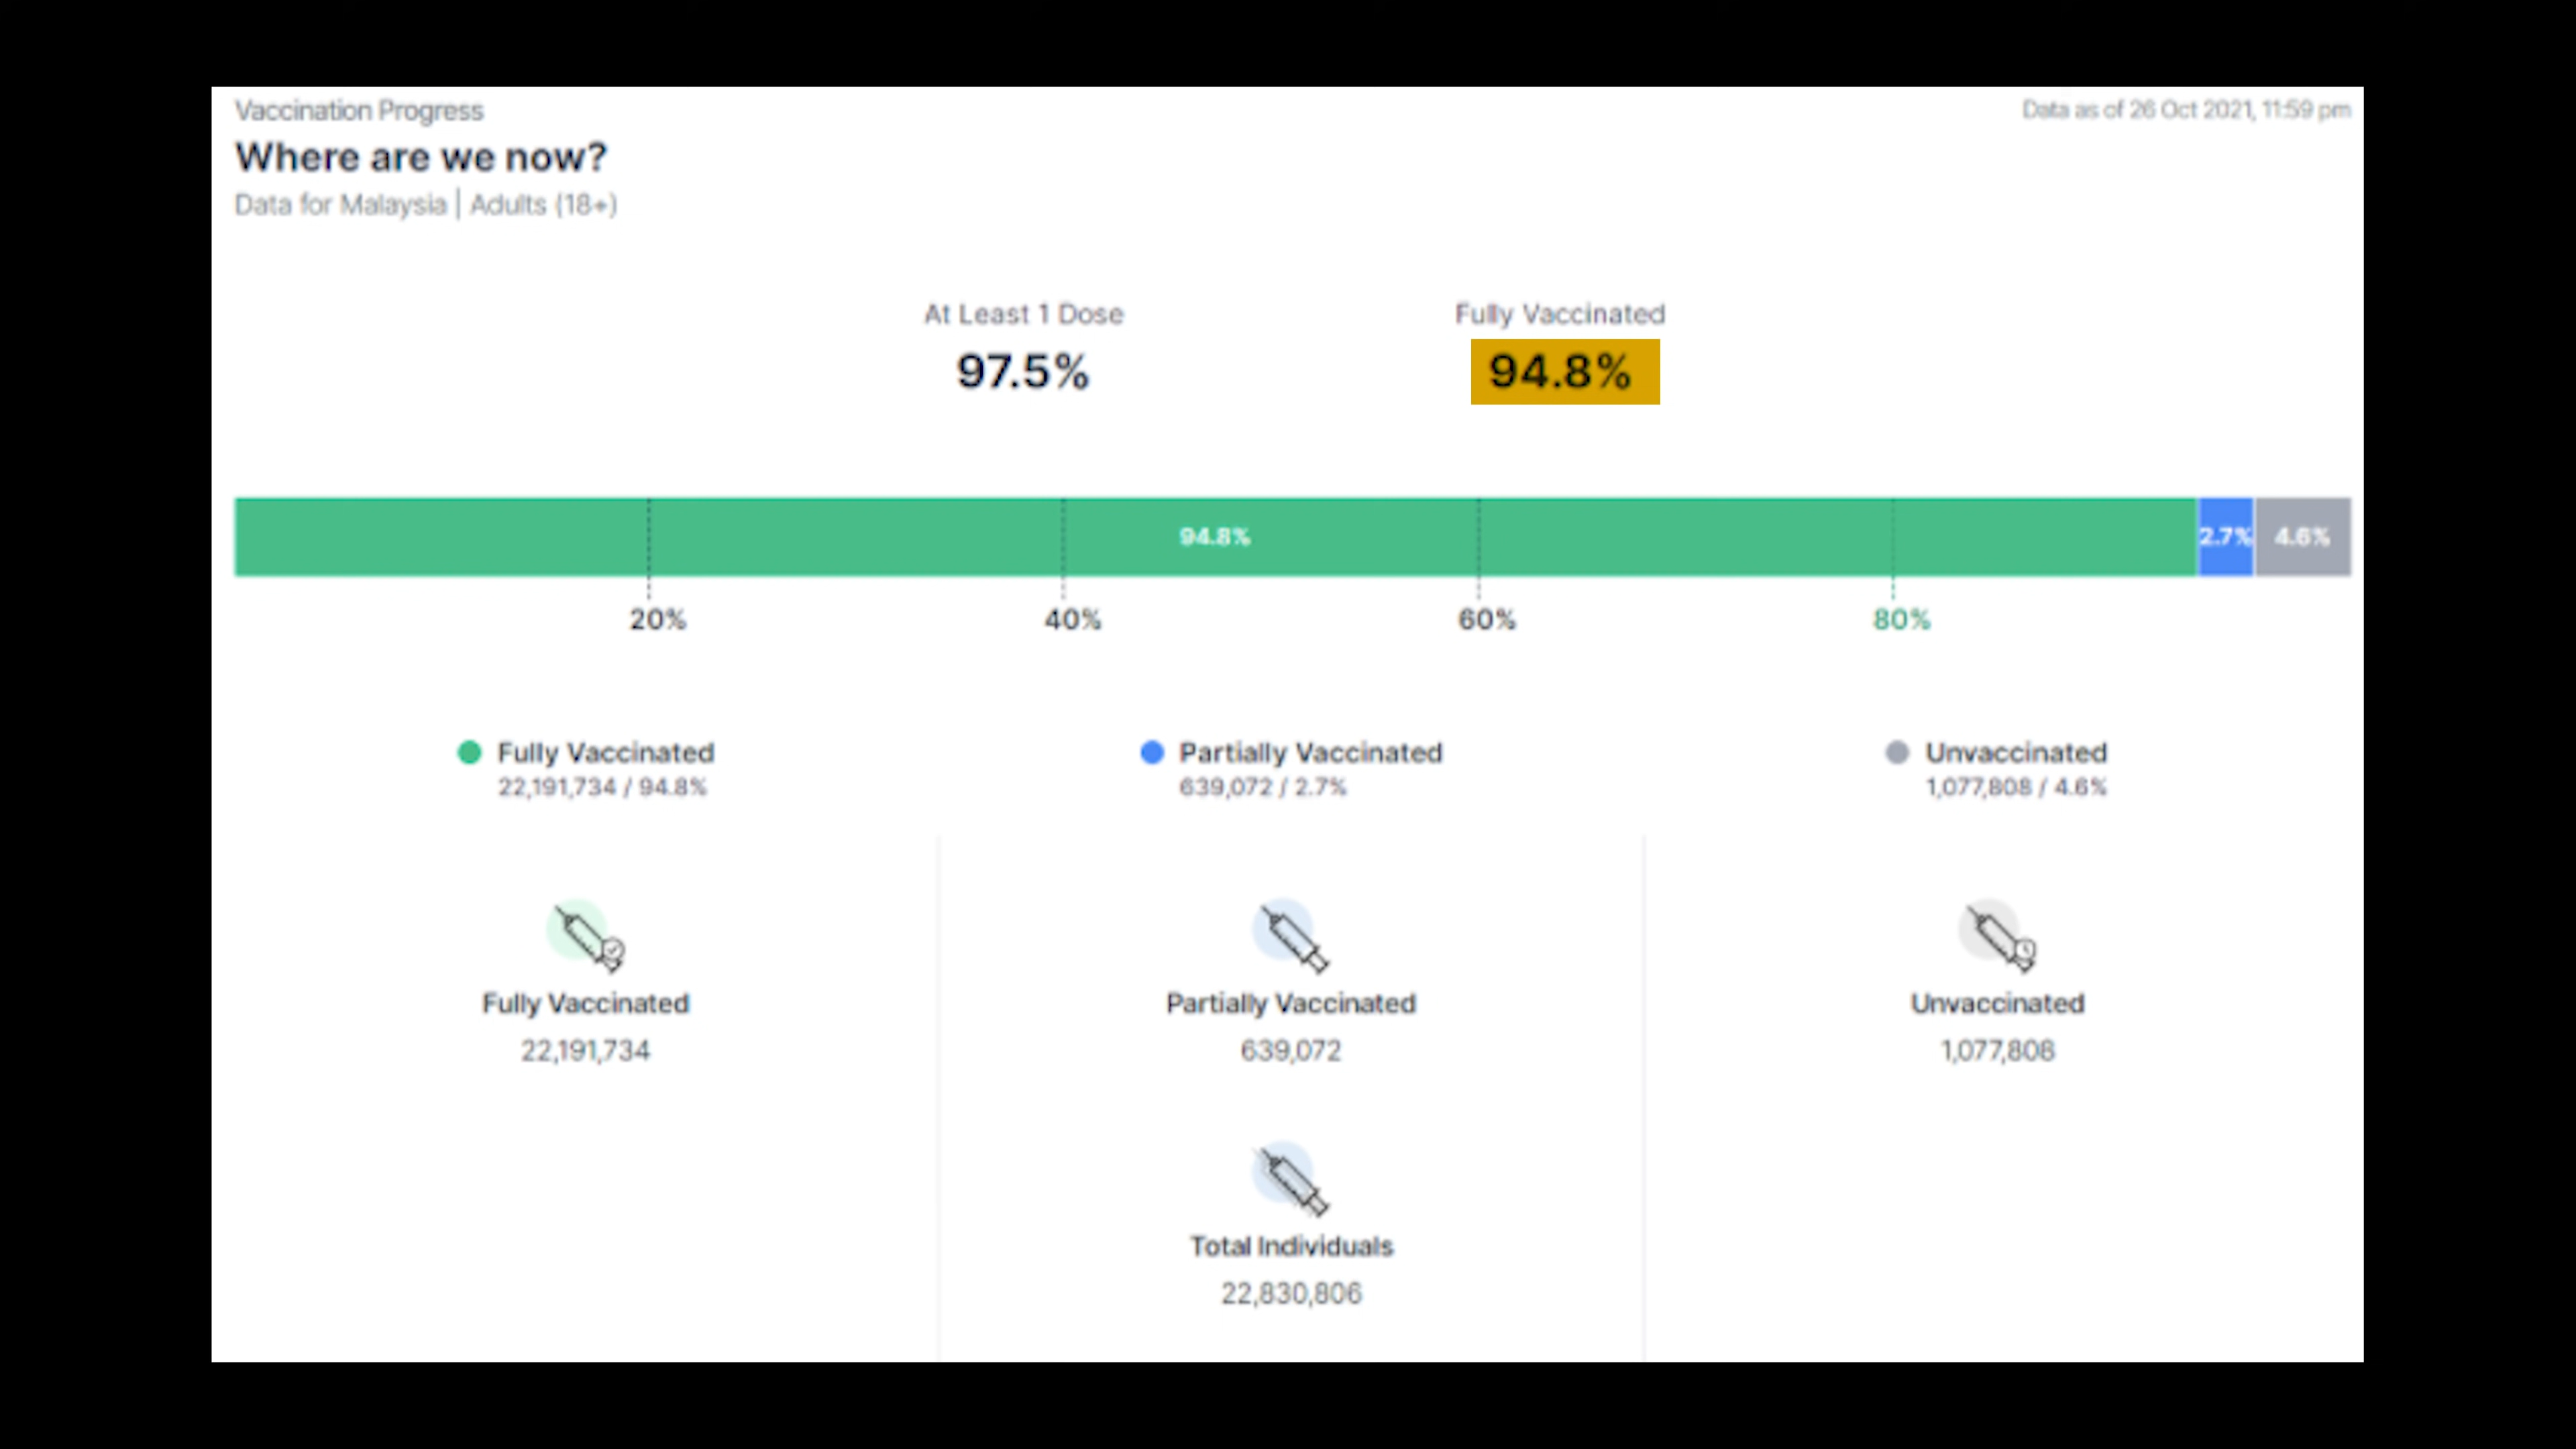 Vaccination Progress
Data as of 26 Oct 2021, 11:59 pm
Where are we now?
Data for Malaysia | Adults (18+)
At Least 1 Dose
Fully Vaccinated
97.5%
94.8%
94.8%
2.7%
4.6%
20%
40%
60%
80%
Fully Vaccinated
22,191,734 / 94.8%
Partially Vaccinated
639,072 / 2.7%
Unvaccinated
1,077,808 / 4.6%
Fully Vaccinated
22,191,734
Partially Vaccinated
639,072
Unvaccinated
1,077,808
Total Individuals
22,830,806